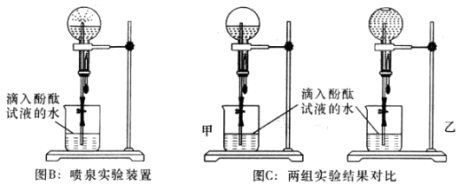 滴入酚酞
试液的水
甲
滴入酚酞
试液的水
乙
图B：喷泉实验装置
图C：两组实验结果对比